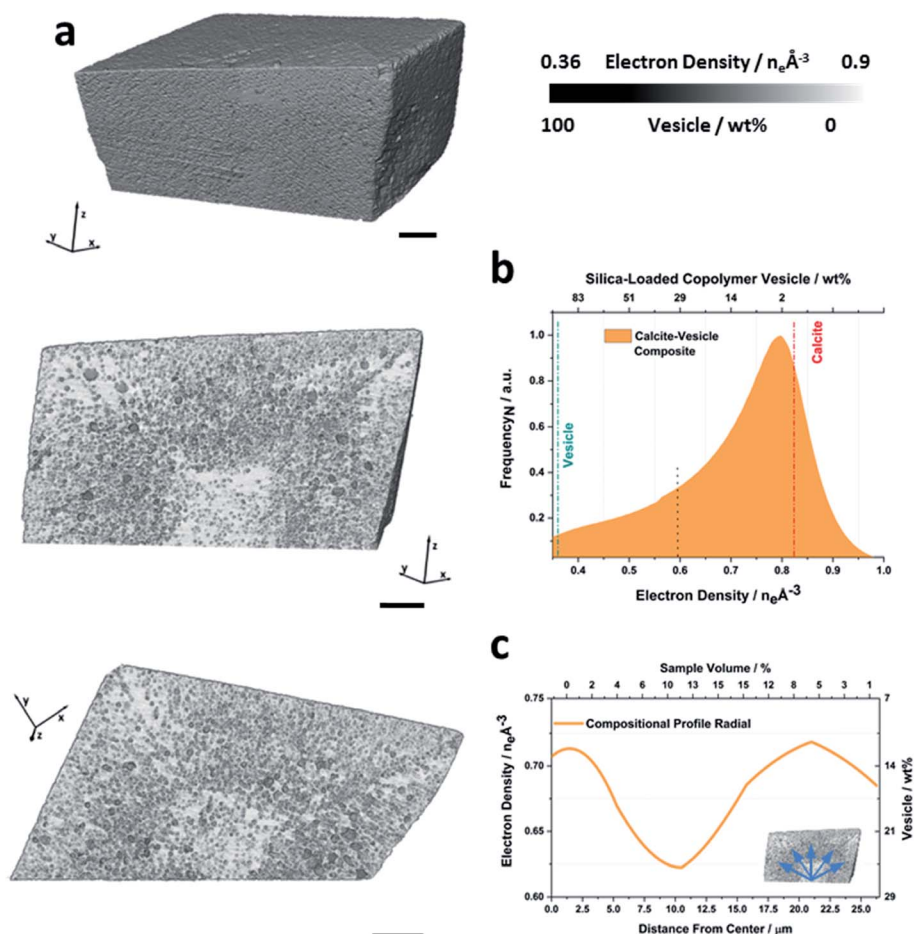 a
0.36 Electron Density / nₑÅ⁻³ 0.9
100 Vesicle / wt% 0
z
y x
b
Silica-Loaded Copolymer Vesicle / wt%
83 51 29 14 2
Calcite-Vesicle
Composite
Calcite
Vesicle
Frequency_N / a.u.
1.0
0.8
0.6
0.4
0.2
0.4 0.5 0.6 0.7 0.8 0.9 1.0
Electron Density / nₑÅ⁻³
z
y x
c
Sample Volume / %
0 2 4 6 10 11 13 15 15 12 8 5 3 1
Compositional Profile Radial
Electron Density / nₑÅ⁻³
0.75
0.70
0.65
0.60
7
14
21
29
Vesicle / wt%
0.0 2.5 5.0 7.5 10.0 12.5 15.0 17.5 20.0 22.5 25.0
Distance From Center / μm
y
x
z